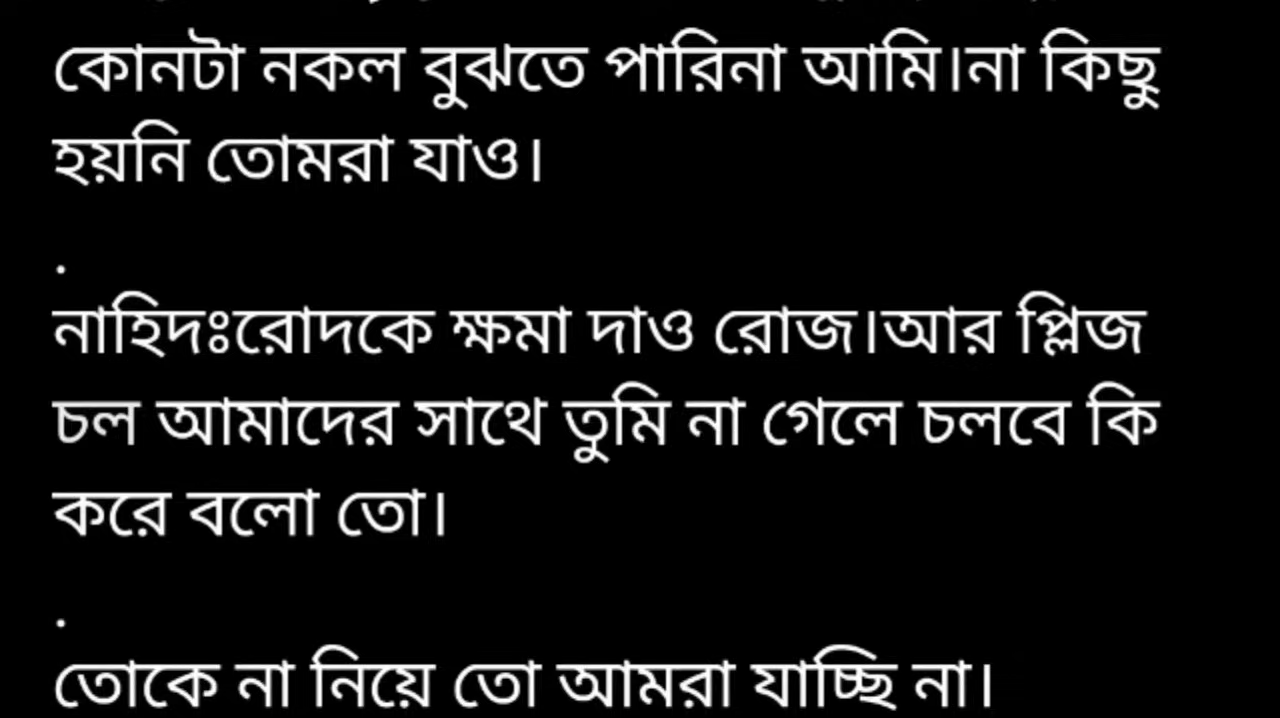 কোনটা নকল বুঝতে পারিনা আমি।না কিছু
হয়নি তোমরা যাও।
.
নাহিদঃরোদকে ক্ষমা দাও রোজ।আর প্লিজ
চল আমাদের সাথে তুমি না গেলে চলবে কি
করে বলো তো।
.
তোকে না নিয়ে তো আমরা যাচ্ছি না।